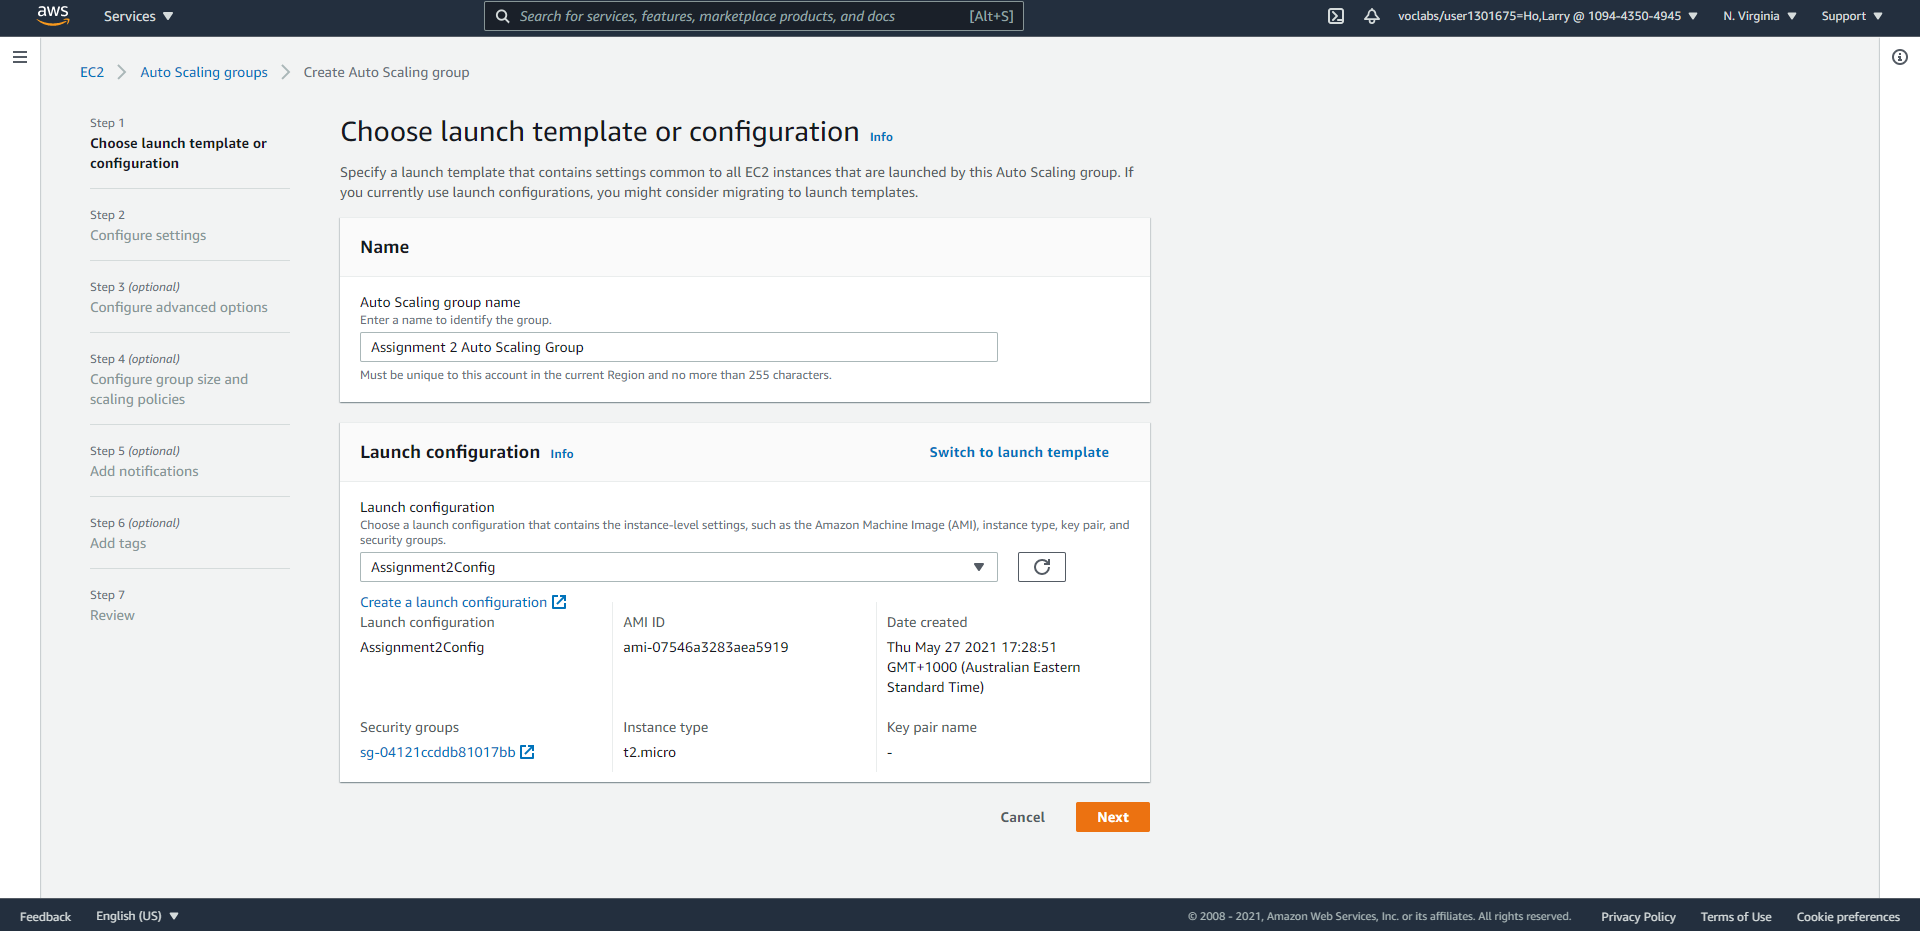 aws
Services
Search for services, features, marketplace products, and docs [Alt+S]
voclabs/user1301675=Ho,Larry @ 1094-4350-4945
N. Virginia
Support
EC2
Auto Scaling groups
Create Auto Scaling group
Step 1
Choose launch template or
configuration
Step 2
Configure settings
Step 3 (optional)
Configure advanced options
Step 4 (optional)
Configure group size and
scaling policies
Step 5 (optional)
Add notifications
Step 6 (optional)
Add tags
Step 7
Review
Choose launch template or configuration Info
Specify a launch template that contains settings common to all EC2 instances that are launched by this Auto Scaling group. If
you currently use launch configurations, you might consider migrating to launch templates.
Name
Auto Scaling group name
Enter a name to identify the group.
Assignment 2 Auto Scaling Group
Must be unique to this account in the current Region and no more than 255 characters.
Launch configuration Info
Switch to launch template
Launch configuration
Choose a launch configuration that contains the instance-level settings, such as the Amazon Machine Image (AMI), instance type, key pair, and
security groups.
Assignment2Config
Create a launch configuration
Launch configuration
Assignment2Config
AMI ID
ami-07546a3283aea5919
Date created
Thu May 27 2021 17:28:51
GMT+1000 (Australian Eastern
Standard Time)
Security groups
sg-04121ccddb81017bb
Instance type
t2.micro
Key pair name
-
Cancel
Next
Feedback
English (US)
© 2008 - 2021, Amazon Web Services, Inc. or its affiliates. All rights reserved.
Privacy Policy
Terms of Use
Cookie preferences